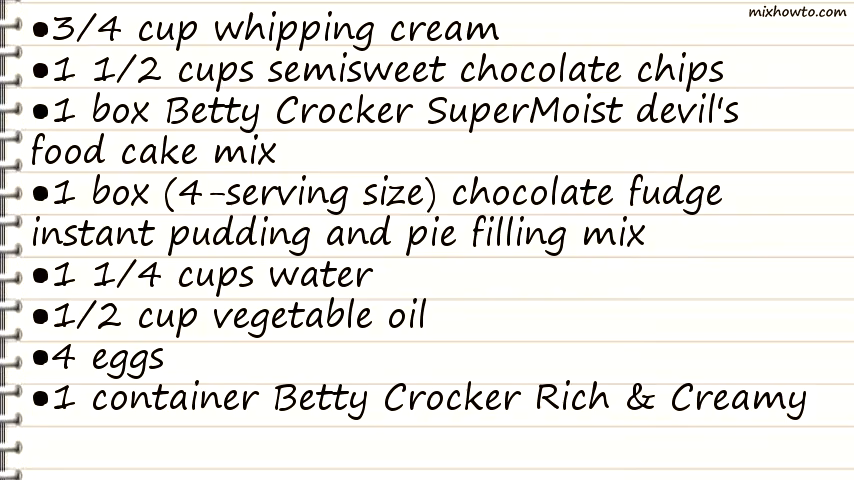 mixhowto.com
•3/4 cup whipping cream
•1 1/2 cups semisweet chocolate chips
•1 box Betty Crocker SuperMoist devil's
food cake mix
•1 box (4-serving size) chocolate fudge
instant pudding and pie filling mix
•1 1/4 cups water
•1/2 cup vegetable oil
•4 eggs
•1 container Betty Crocker Rich & Creamy